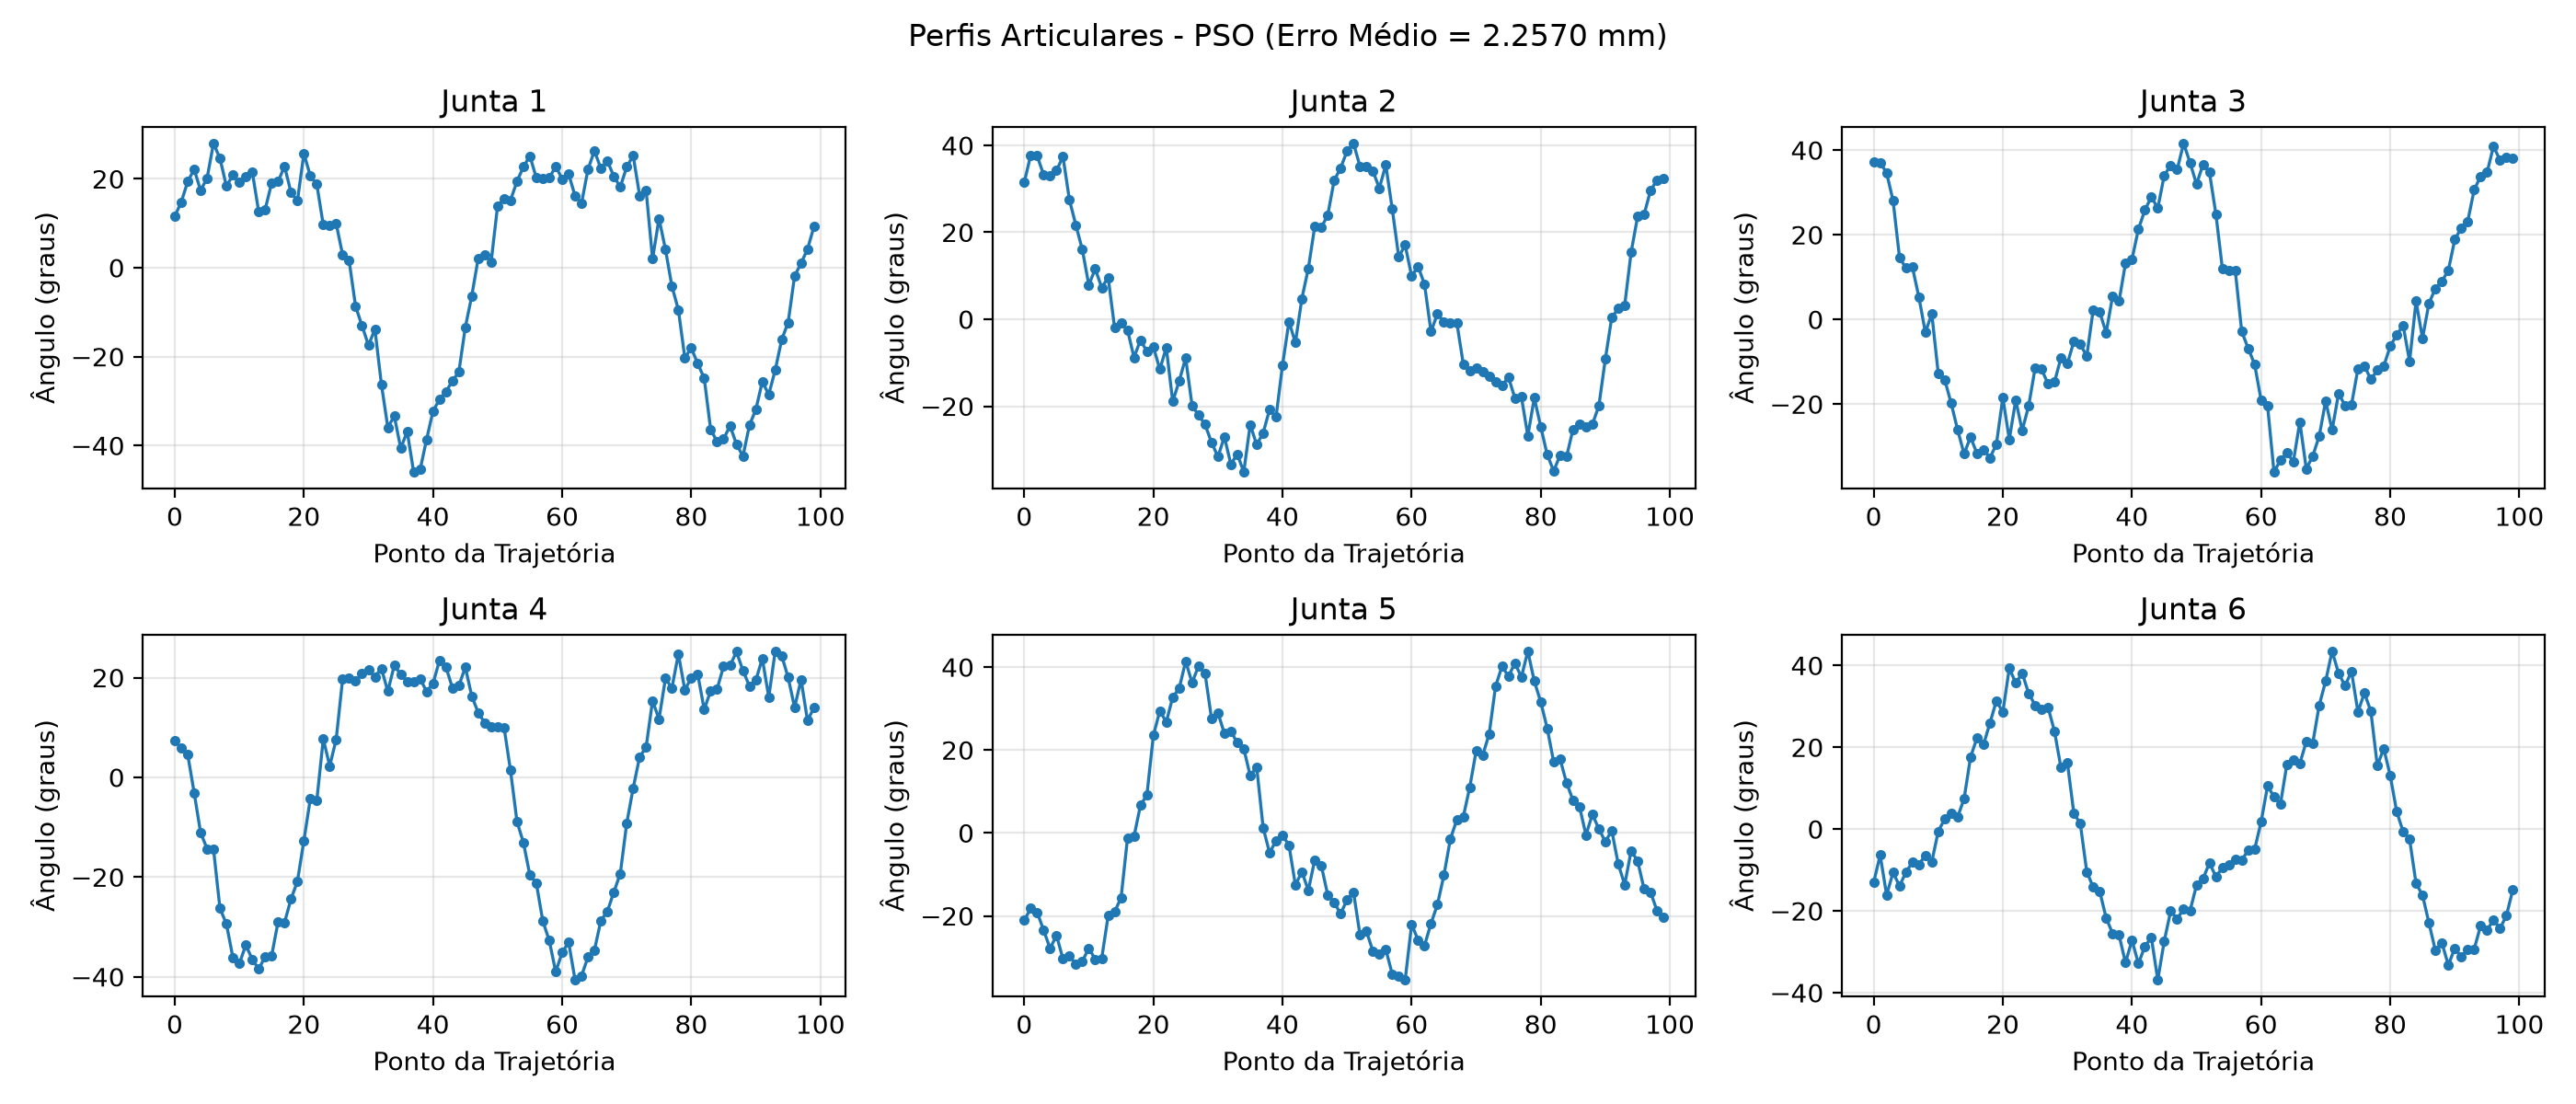 Perfis Articulares - PSO (Erro Médio = 2.2570 mm)
Junta 1
Junta 2
Junta 3
Ângulo (graus)
20
0
−20
−40
Ângulo (graus)
40
20
0
−20
Ângulo (graus)
40
20
0
−20
0 20 40 60 80 100
0 20 40 60 80 100
0 20 40 60 80 100
Ponto da Trajetória
Ponto da Trajetória
Ponto da Trajetória
Junta 4
Junta 5
Junta 6
Ângulo (graus)
20
0
−20
−40
Ângulo (graus)
40
20
0
−20
Ângulo (graus)
40
20
0
−20
−40
0 20 40 60 80 100
0 20 40 60 80 100
0 20 40 60 80 100
Ponto da Trajetória
Ponto da Trajetória
Ponto da Trajetória